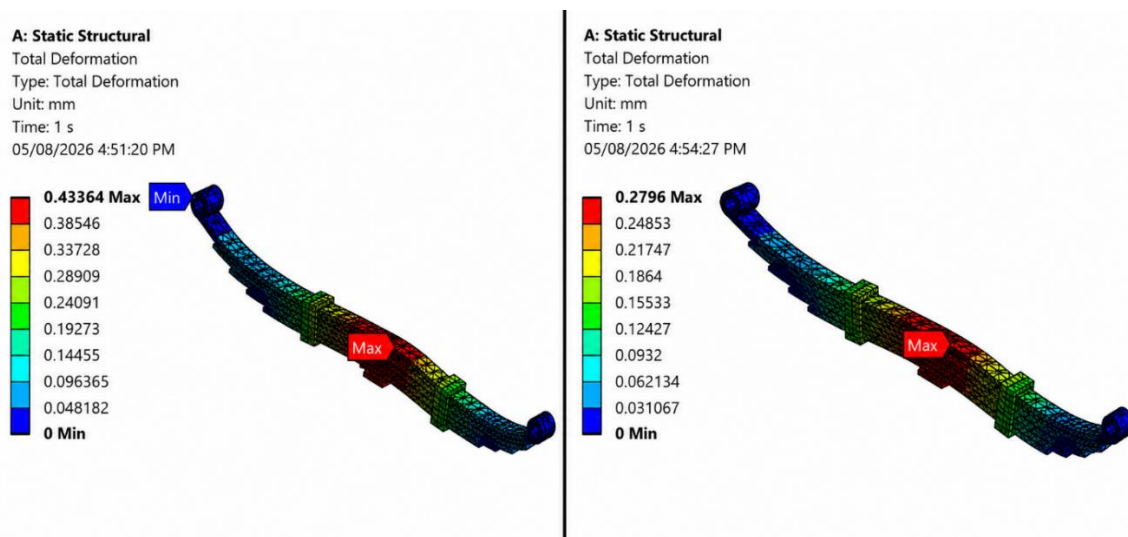 A: Static Structural
Total Deformation
Type: Total Deformation
Unit: mm
Time: 1 s
05/08/2026 4:51:20 PM
0.43364 Max
0.38546
0.33728
0.28909
0.24091
0.19273
0.14455
0.096365
0.048182
0 Min
Min
Max
A: Static Structural
Total Deformation
Type: Total Deformation
Unit: mm
Time: 1 s
05/08/2026 4:54:27 PM
0.2796 Max
0.24853
0.21747
0.1864
0.15533
0.12427
0.0932
0.062134
0.031067
0 Min
Max